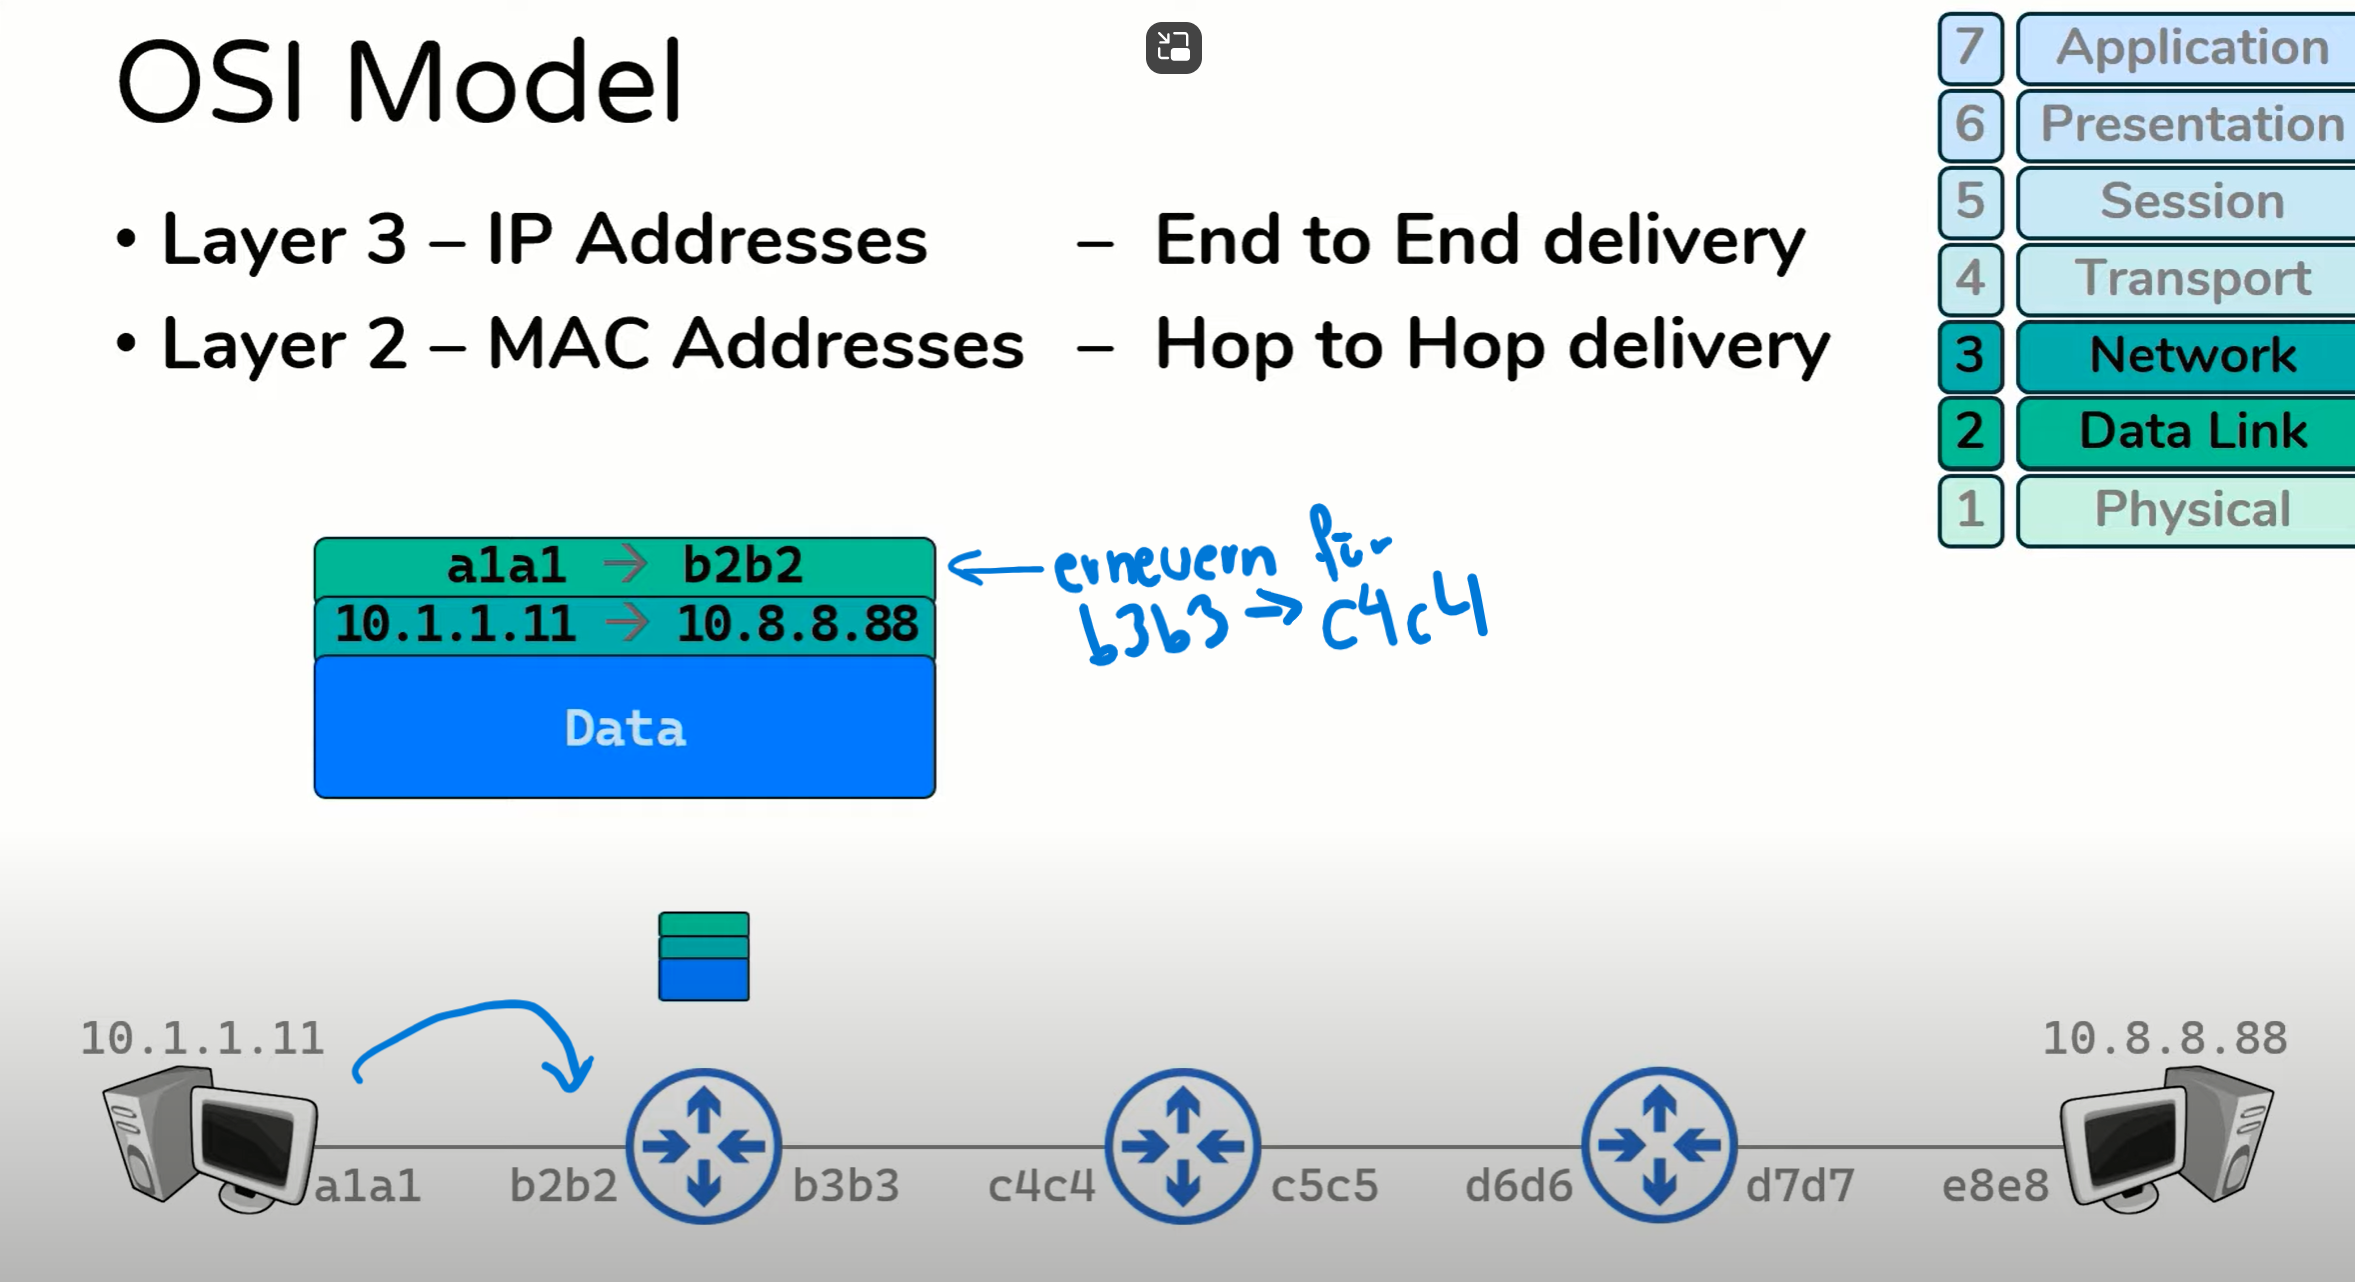 OSI Model
• Layer 3 – IP Addresses – End to End delivery
• Layer 2 – MAC Addresses – Hop to Hop delivery
7 Application
6 Presentation
5 Session
4 Transport
3 Network
2 Data Link
1 Physical
a1a1 → b2b2
10.1.1.11 → 10.8.8.88
Data
← erneuern für
b3b3 → c4c4
10.1.1.11
10.8.8.88
a1a1 b2b2 b3b3 c4c4 c5c5 d6d6 d7d7 e8e8